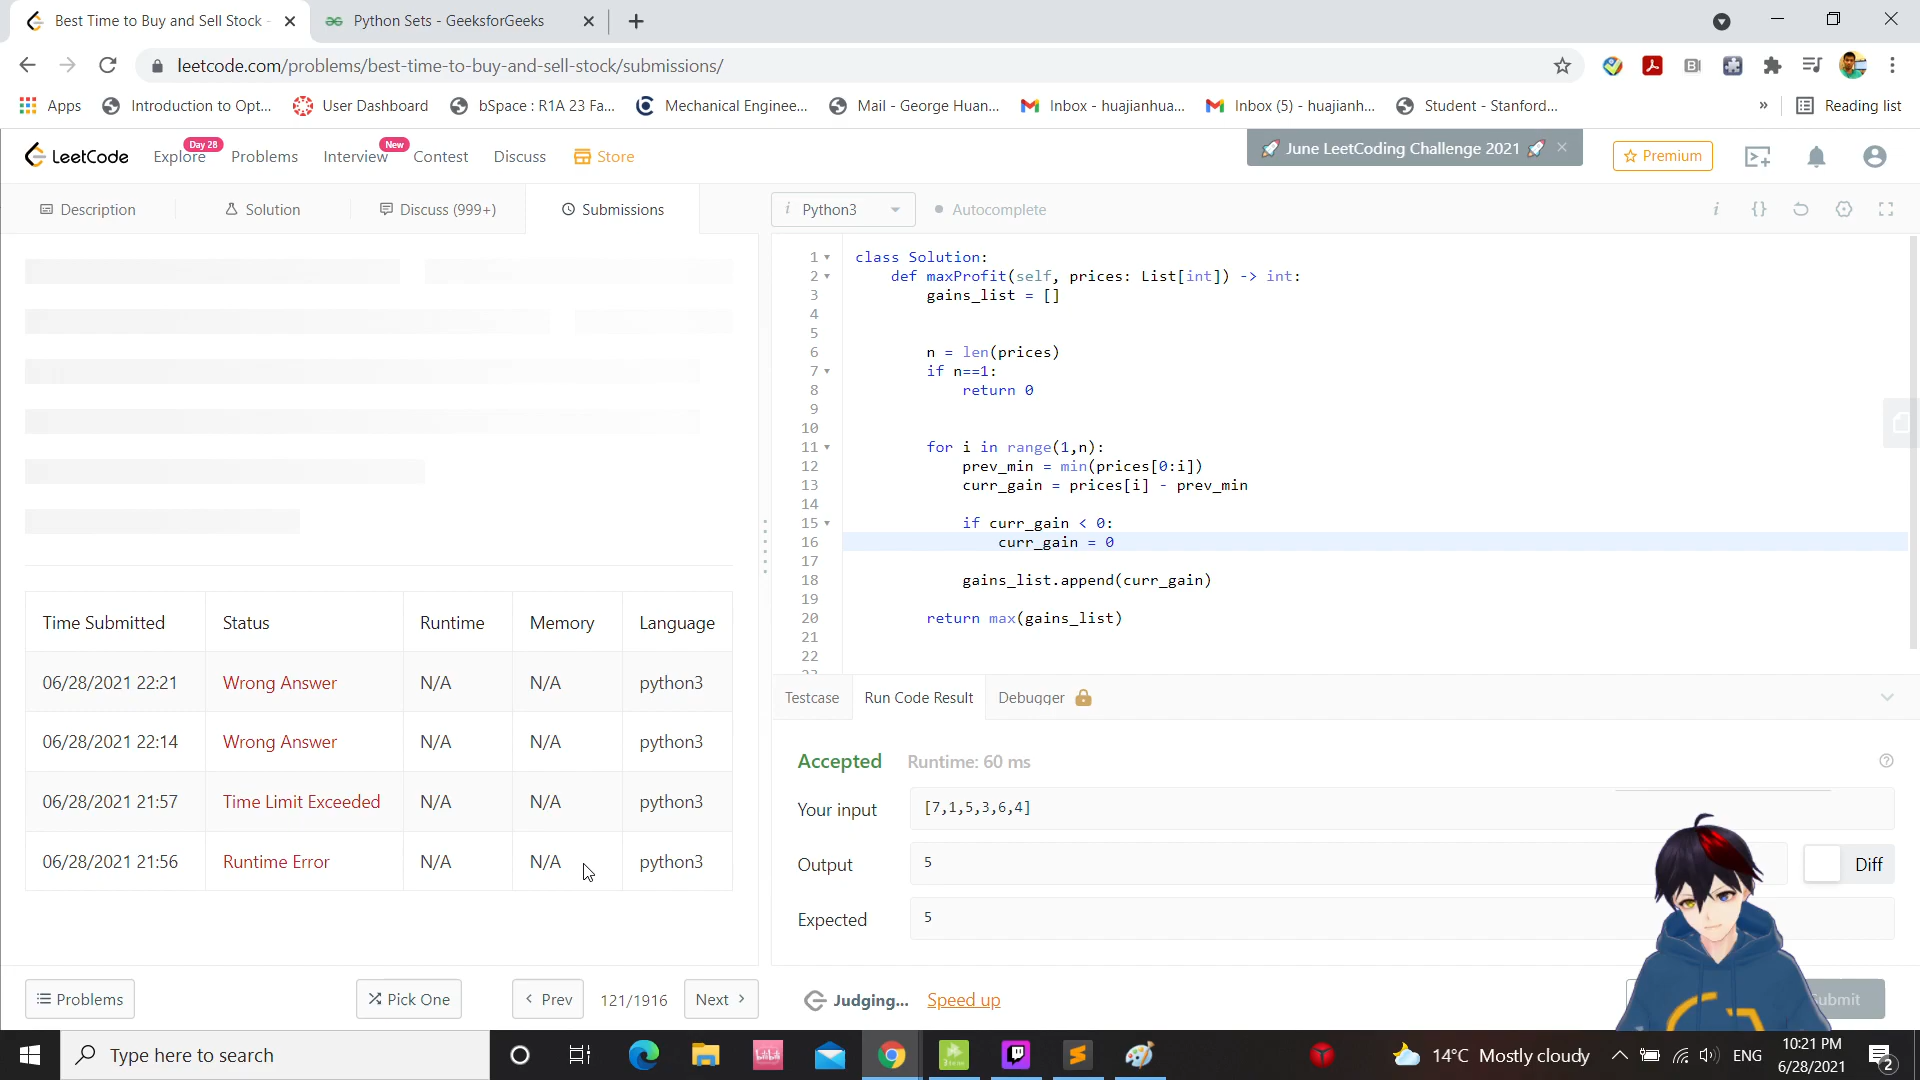 Best Time to Buy and Sell Stock -
Python Sets - GeeksforGeeks
leetcode.com/problems/best-time-to-buy-and-sell-stock/submissions/
Apps
Introduction to Opt...
User Dashboard
bSpace : R1A 23 Fa...
Mechanical Enginee...
Mail - George Huan...
Inbox - huajianhua...
Inbox (5) - huajianh...
Student - Stanford...
»
Reading list
LeetCode
Explore
Day 28
Problems
Interview
New
Contest
Discuss
Store
June LeetCoding Challenge 2021
Premium
Description
Solution
Discuss (999+)
Submissions
i Python3
Autocomplete
1 class Solution:
2 def maxProfit(self, prices: List[int]) -> int:
3 gains_list = []
4
5
6 n = len(prices)
7 if n==1:
8 return 0
9
10
11 for i in range(1,n):
12 prev_min = min(prices[0:i])
13 curr_gain = prices[i] - prev_min
14
15 if curr_gain < 0:
16 curr_gain = 0
17
18 gains_list.append(curr_gain)
19
20 return max(gains_list)
21
22
Time Submitted Status Runtime Memory Language
06/28/2021 22:21 Wrong Answer N/A N/A python3
06/28/2021 22:14 Wrong Answer N/A N/A python3
06/28/2021 21:57 Time Limit Exceeded N/A N/A python3
06/28/2021 21:56 Runtime Error N/A N/A python3
Testcase
Run Code Result
Debugger
Accepted Runtime: 60 ms
Your input [7,1,5,3,6,4]
Output 5
Diff
Expected 5
Problems
Pick One
Prev
121/1916
Next
Judging...
Speed up
Type here to search
14°C Mostly cloudy
ENG
10:21 PM
6/28/2021
2